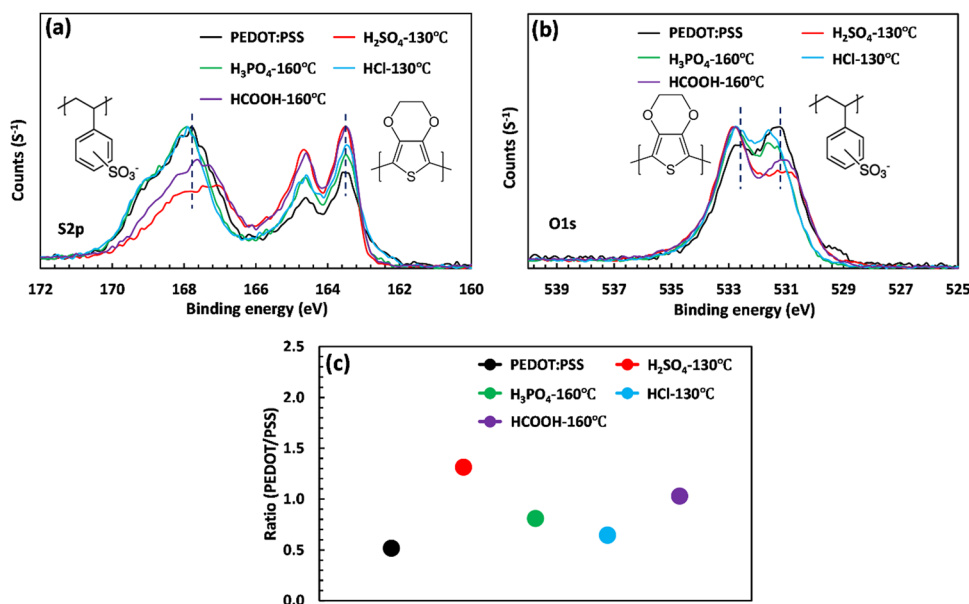 (a)
PEDOT:PSS
H₂SO₄-130℃
H₃PO₄-160℃
HCl-130℃
HCOOH-160℃
SO₃⁻
O O
S
S2p
Counts (S⁻¹)
172 170 168 166 164 162 160
Binding energy (eV)
(b)
PEDOT:PSS
H₂SO₄-130℃
H₃PO₄-160℃
HCl-130℃
HCOOH-160℃
O O
S
SO₃⁻
O1s
Counts (S⁻¹)
539 537 535 533 531 529 527 525
Binding energy (eV)
(c)
PEDOT:PSS
H₂SO₄-130℃
H₃PO₄-160℃
HCl-130℃
HCOOH-160℃
Ratio (PEDOT/PSS)
2.5
2.0
1.5
1.0
0.5
0.0